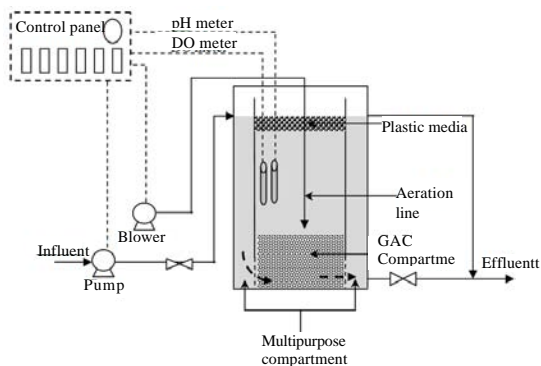 Control panel
pH meter
DO meter
Plastic media
Aeration
line
Blower
Influent
Pump
GAC
Compartme
Effluentt
Multipurpose
compartment